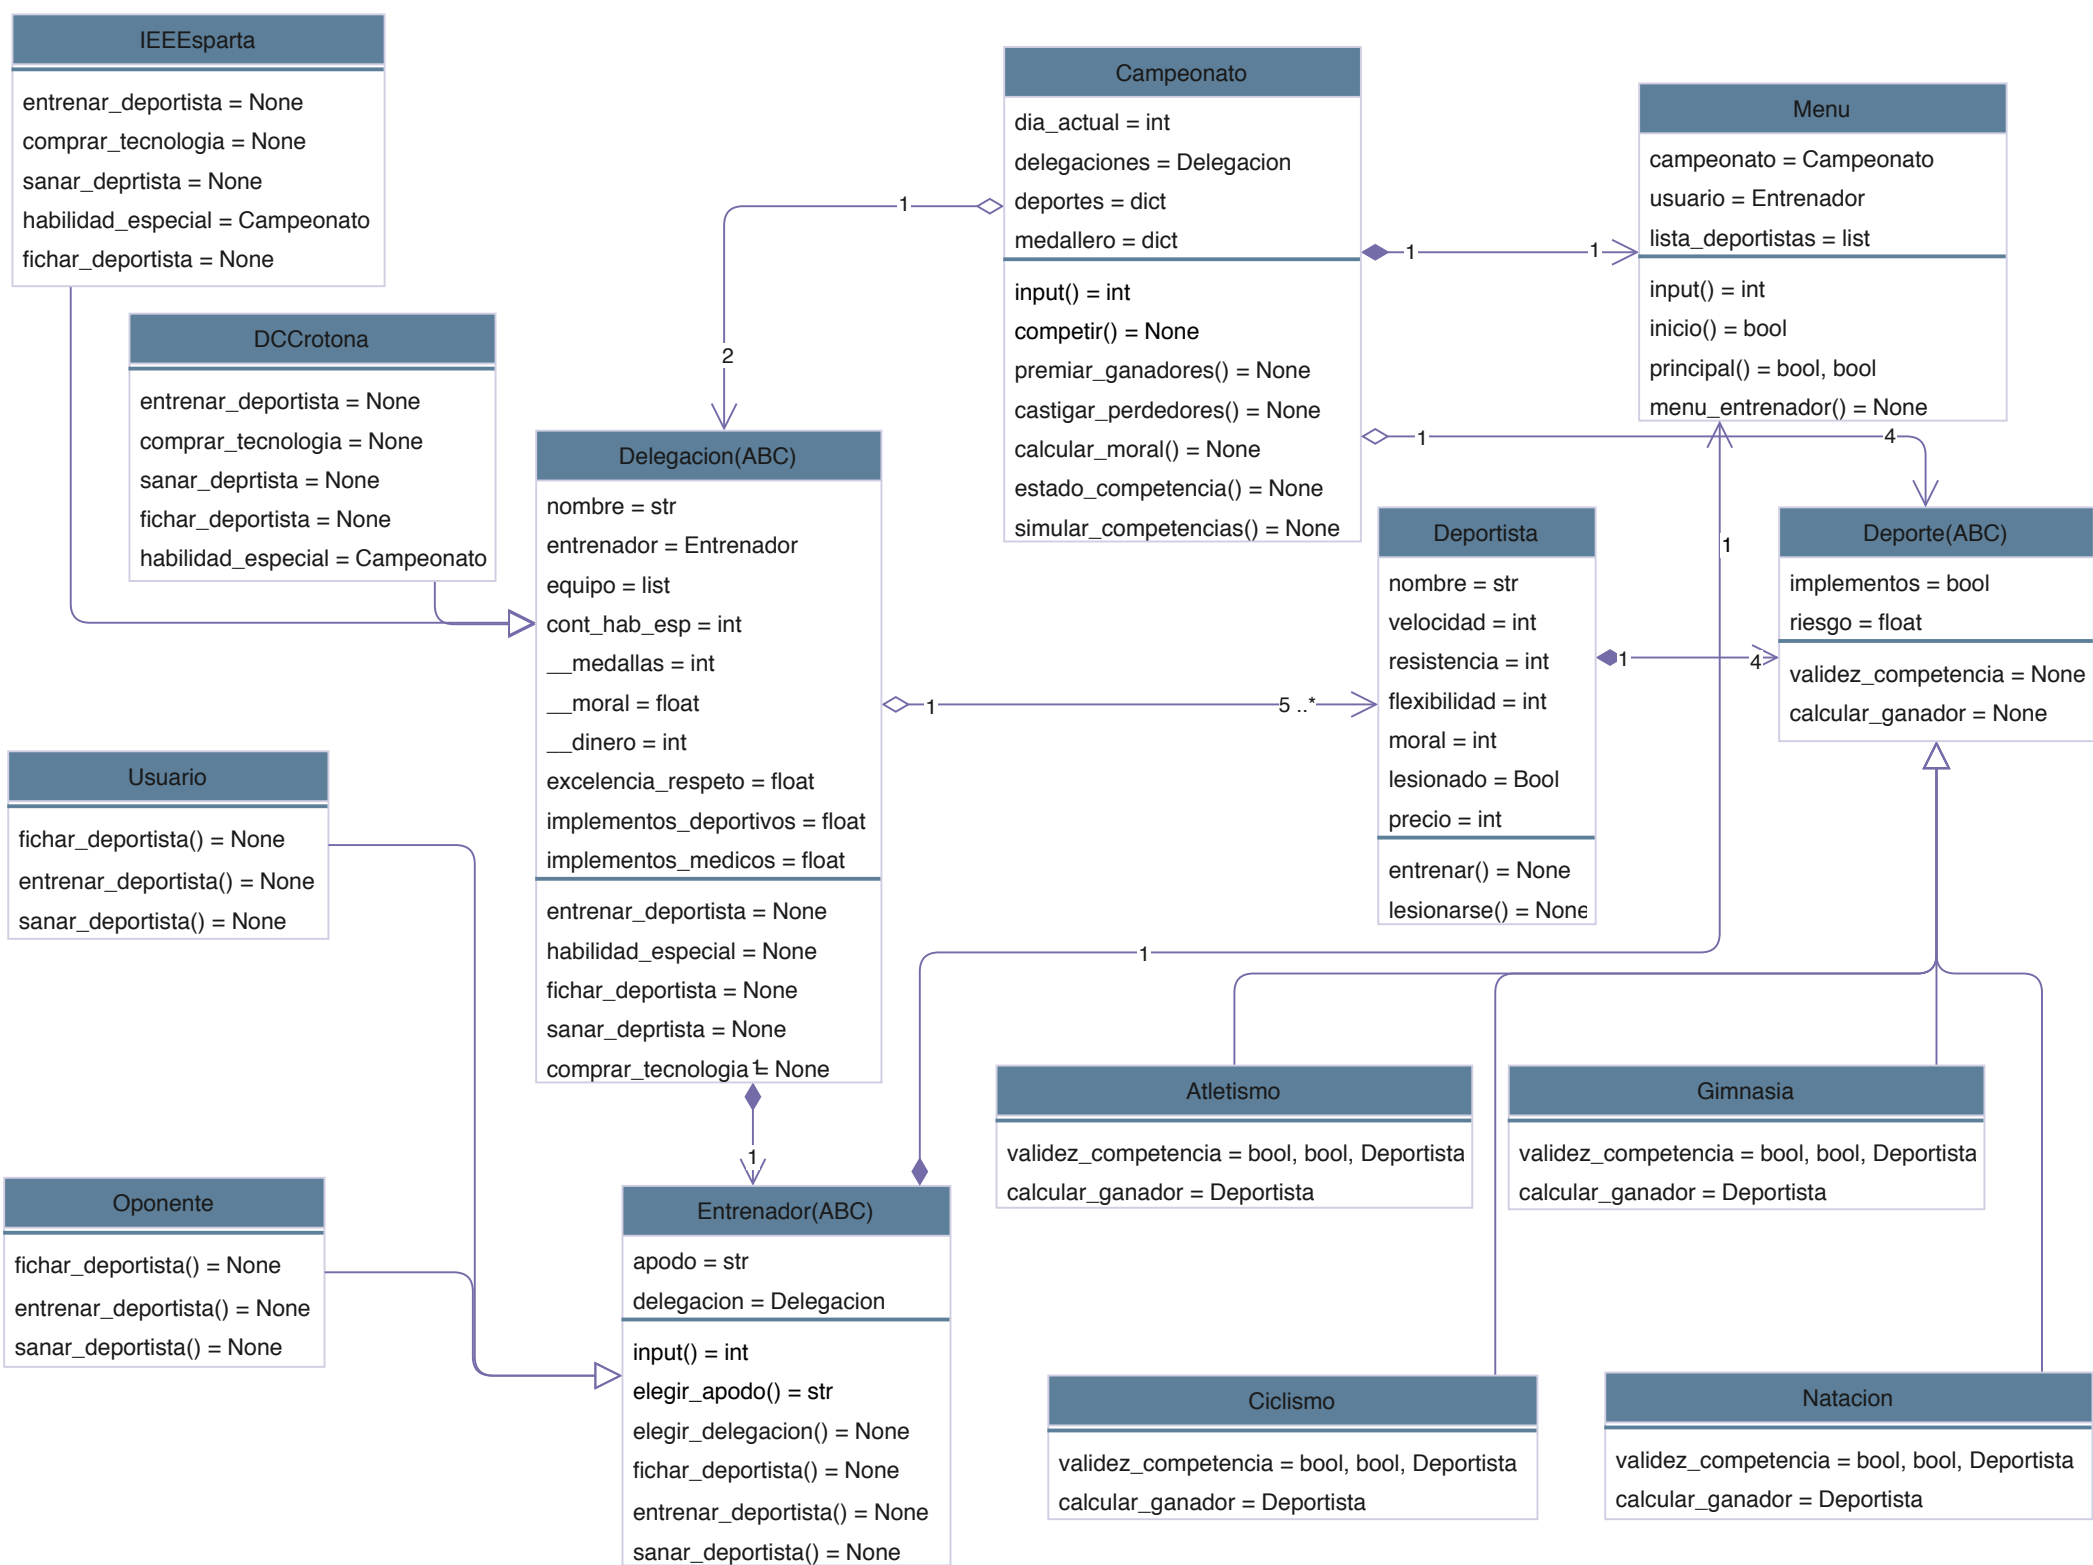 IEEEsparta
entrenar_deportista = None
comprar_tecnologia = None
sanar_deprtista = None
habilidad_especial = Campeonato
fichar_deportista = None
DCCrotona
entrenar_deportista = None
comprar_tecnologia = None
sanar_deprtista = None
fichar_deportista = None
habilidad_especial = Campeonato
Campeonato
dia_actual = int
delegaciones = Delegacion
deportes = dict
medallero = dict
input() = int
competir() = None
premiar_ganadores() = None
castigar_perdedores() = None
calcular_moral() = None
estado_competencia() = None
simular_competencias() = None
Menu
campeonato = Campeonato
usuario = Entrenador
lista_deportistas = list
input() = int
inicio() = bool
principal() = bool, bool
menu_entrenador() = None
1
2
1
1
1
4
1
Delegacion(ABC)
nombre = str
entrenador = Entrenador
equipo = list
cont_hab_esp = int
__medallas = int
__moral = float
__dinero = int
excelencia_respeto = float
implementos_deportivos = float
implementos_medicos = float
entrenar_deportista = None
habilidad_especial = None
fichar_deportista = None
sanar_deprtista = None
comprar_tecnologia = None
1
5 ..*
Deportista
nombre = str
velocidad = int
resistencia = int
flexibilidad = int
moral = int
lesionado = Bool
precio = int
entrenar() = None
lesionarse() = None
1
4
Deporte(ABC)
implementos = bool
riesgo = float
validez_competencia = None
calcular_ganador = None
Usuario
fichar_deportista() = None
entrenar_deportista() = None
sanar_deportista() = None
1
1
1
Oponente
fichar_deportista() = None
entrenar_deportista() = None
sanar_deportista() = None
Entrenador(ABC)
apodo = str
delegacion = Delegacion
input() = int
elegir_apodo() = str
elegir_delegacion() = None
fichar_deportista() = None
entrenar_deportista() = None
sanar_deportista() = None
Atletismo
validez_competencia = bool, bool, Deportista
calcular_ganador = Deportista
Gimnasia
validez_competencia = bool, bool, Deportista
calcular_ganador = Deportista
Ciclismo
validez_competencia = bool, bool, Deportista
calcular_ganador = Deportista
Natacion
validez_competencia = bool, bool, Deportista
calcular_ganador = Deportista